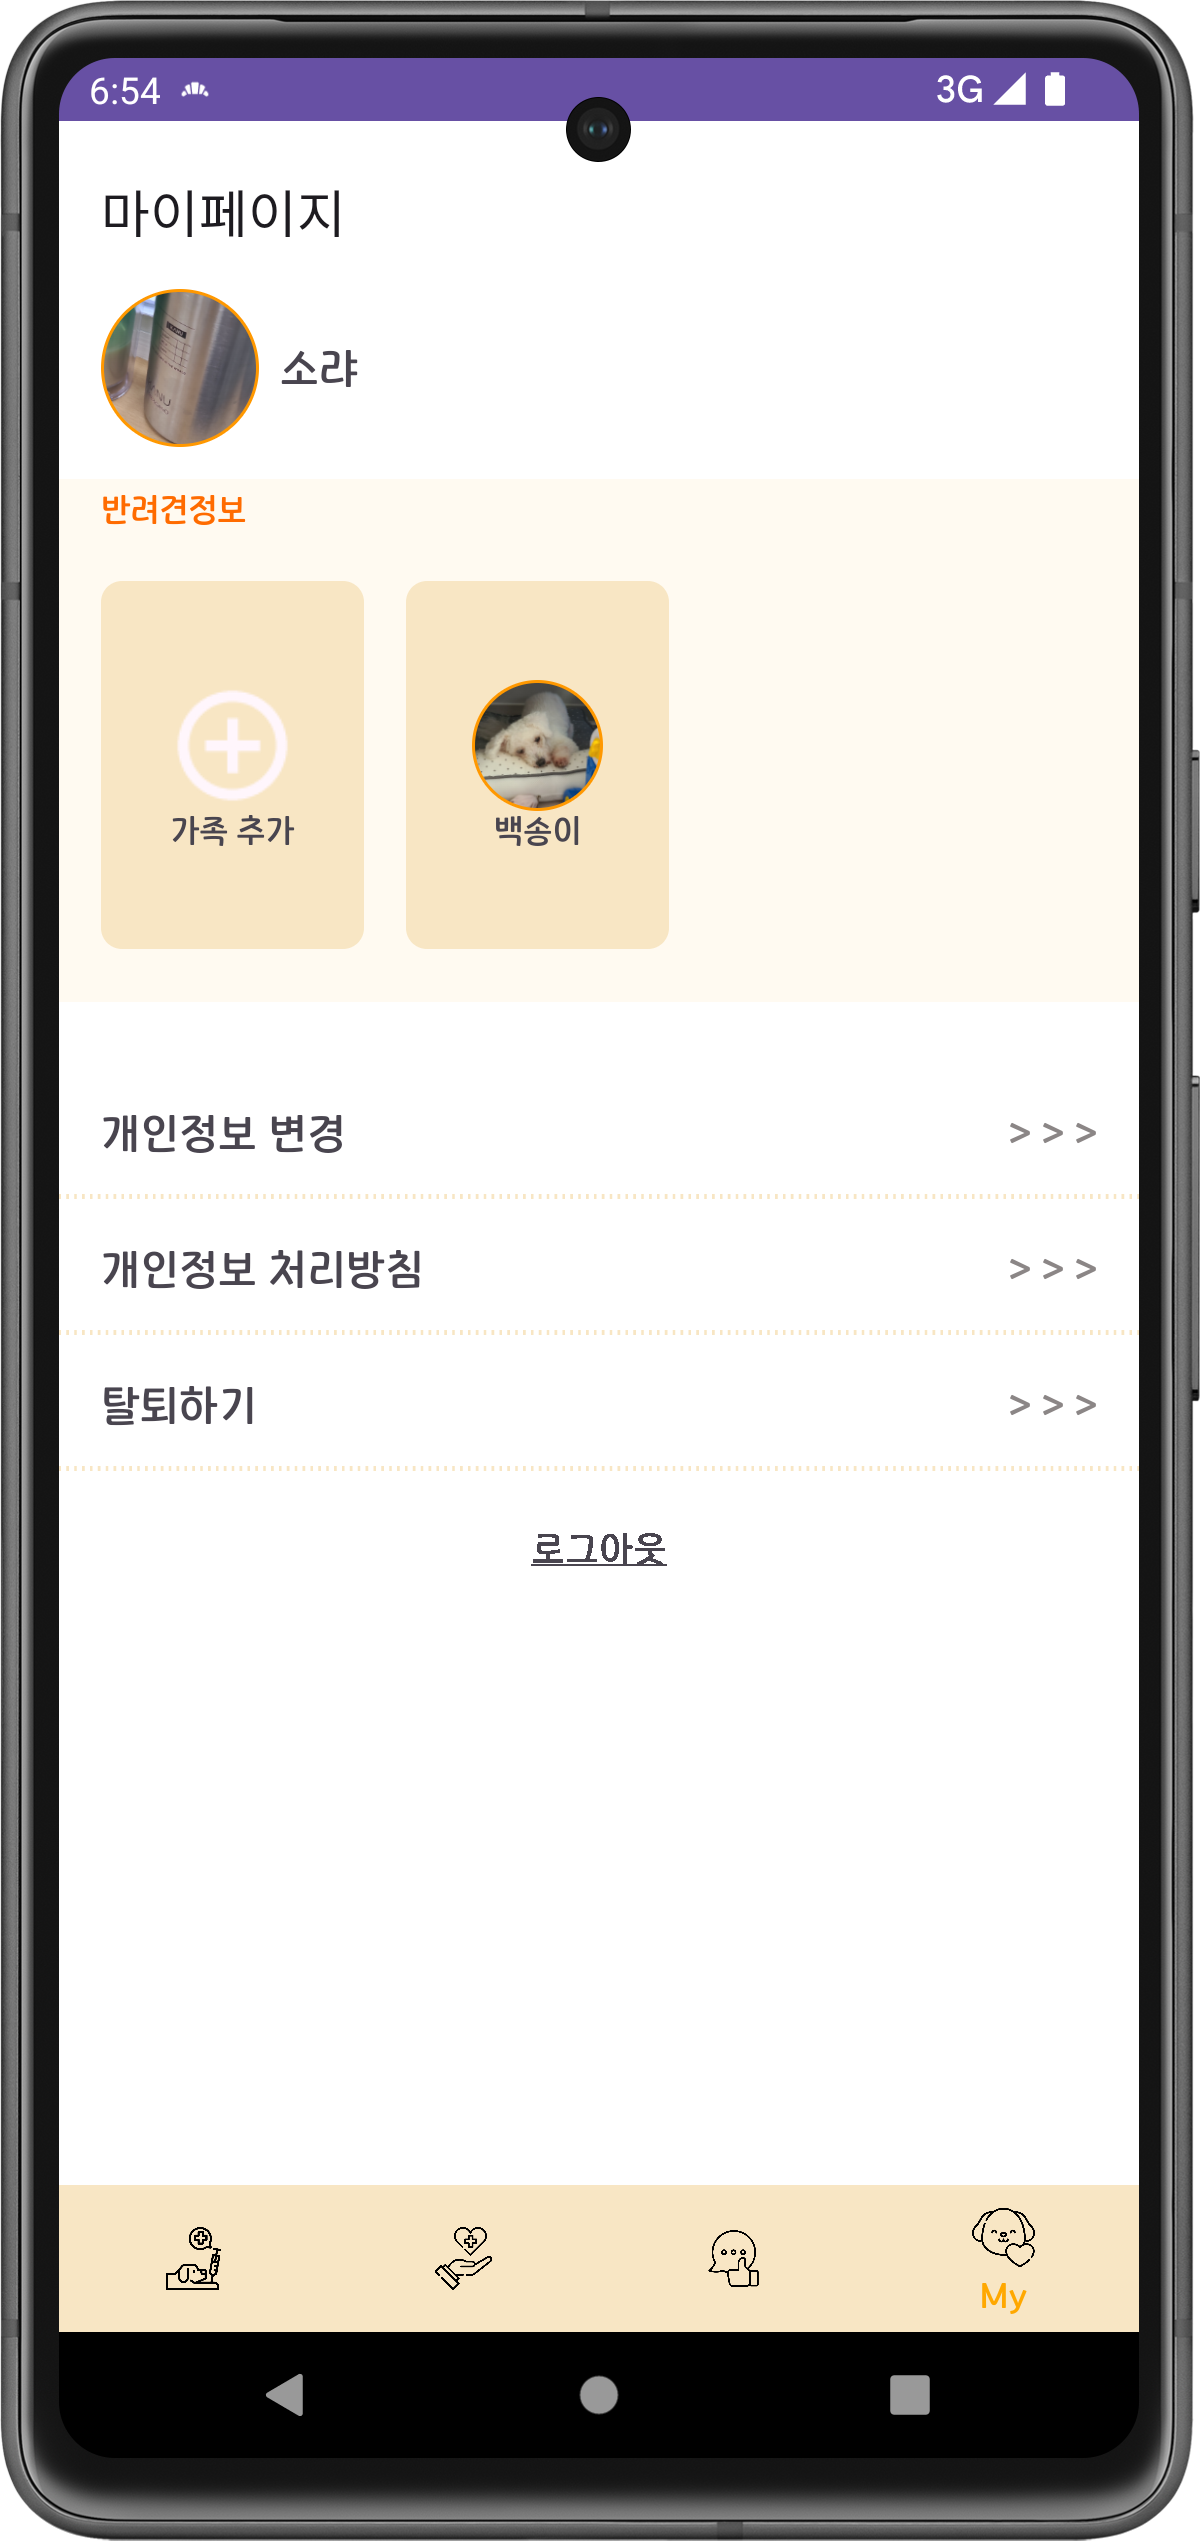 6:54 3G
마이페이지
소랴
반려견정보
가족 추가
백송이
개인정보 변경 > > >
개인정보 처리방침 > > >
탈퇴하기 > > >
로그아웃
My